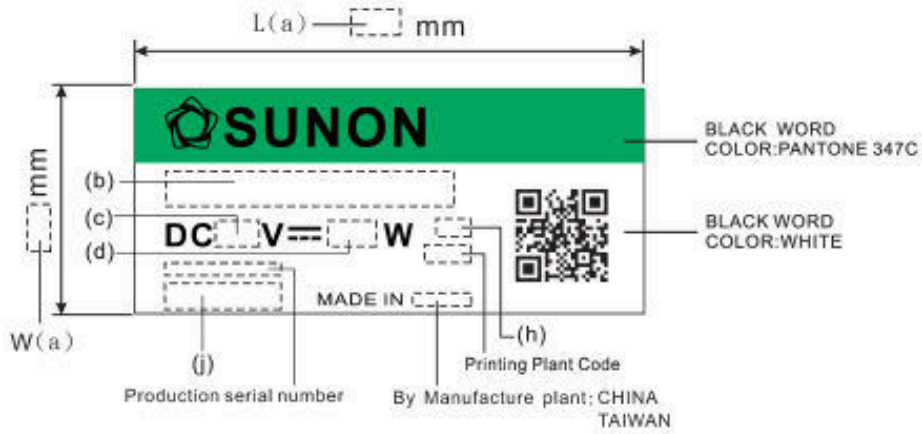 L(a) mm
SUNON
BLACK WORD
COLOR:PANTONE 347C
mm
(b)
(c)
DC V W
(d)
BLACK WORD
COLOR:WHITE
MADE IN
W(a)
(j)
(h)
Printing Plant Code
Production serial number
By Manufacture plant: CHINA
TAIWAN